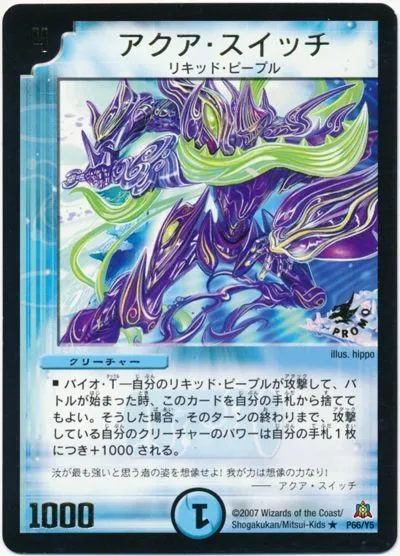 4
アクア・スイッチ
リキッド・ピープル
PROMO
illus. hippo
クリーチャー
■ バイオ・T―自分のリキッド・ピープルが攻撃して、バ
トルが始まった時、このカードを自分の手札から捨てて
もよい。そうした場合、そのターンの終わりまで、攻撃し
ている自分のクリーチャーのパワーは自分の手札1枚
につき+1000される。
汝が最も強いと思う者の姿を想像せよ! 我が力は想像の力なり!
―― アクア・スイッチ
1000
1
©2007 Wizards of the Coast/
Shogakukan/Mitsui-Kids ★ P66/Y5